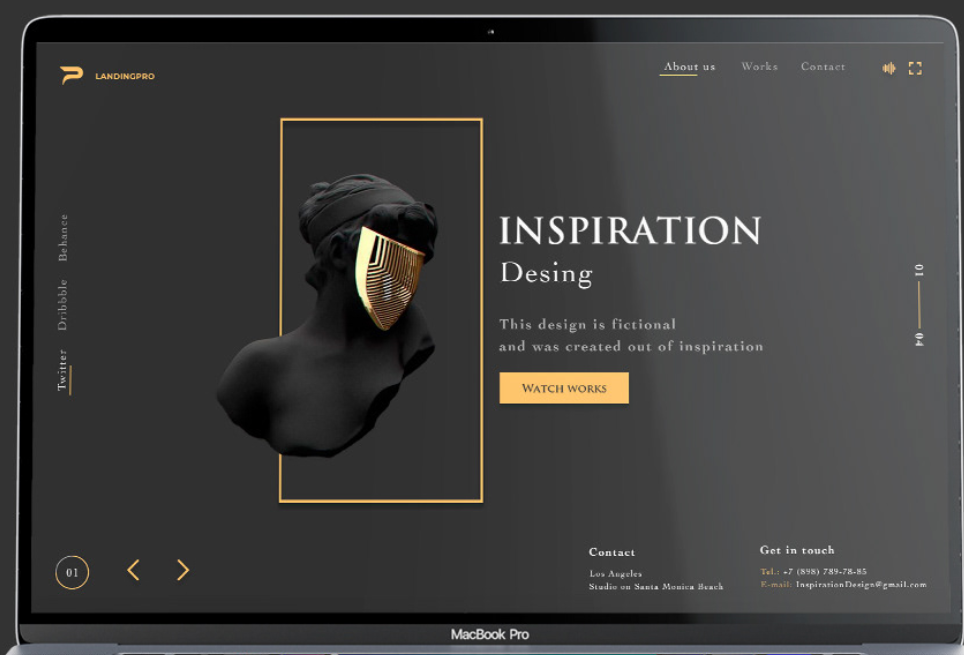 LANDINGPRO
About us
Works
Contact
Behance
Dribbble
Twitter
INSPIRATION
Desing
This design is fictional
and was created out of inspiration
WATCH WORKS
01
04
01
Contact
Los Angeles
Studio on Santa Monica Beach
Get in touch
Tel.: +7 (898) 789-78-85
E-mail: InspirationDesign@gmail.com
MacBook Pro